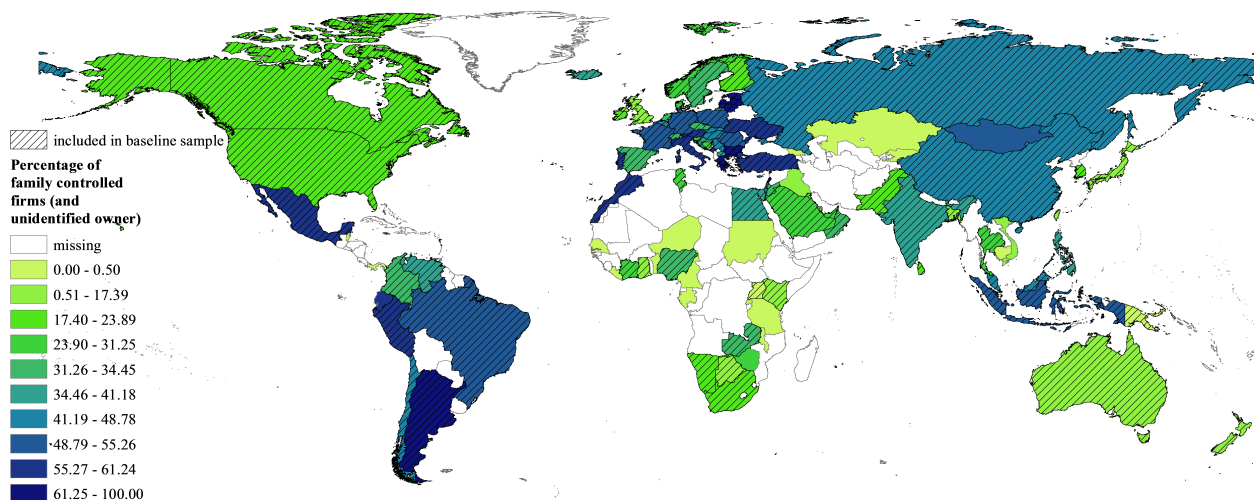 included in baseline sample
Percentage of
family controlled
firms (and
unidentified owner)
missing
0.00 - 0.50
0.51 - 17.39
17.40 - 23.89
23.90 - 31.25
31.26 - 34.45
34.46 - 41.18
41.19 - 48.78
48.79 - 55.26
55.27 - 61.24
61.25 - 100.00